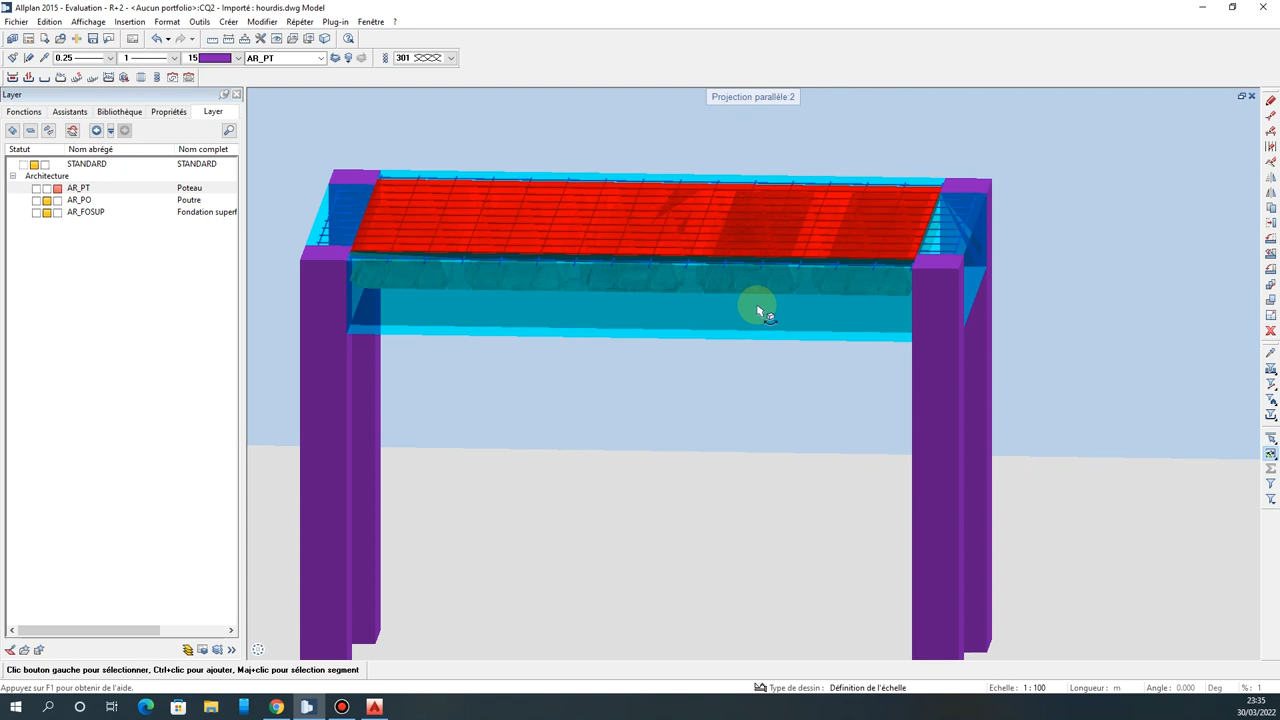 Allplan 2015 - Evaluation - R+2 - <Aucun portfolio>:CQ2 - Importé : hourdis.dwg Model
Fichier Edition Affichage Insertion Format Outils Créer Modifier Répéter Plug-in Fenêtre ?
0.25 1 15 AR_PT 301
Layer
Projection parallèle:2
Fonctions Assistants Bibliothèque Propriétés Layer
Statut Nom abrégé Nom complet
STANDARD STANDARD
Architecture
AR_PT Poteau
AR_PO Poutre
AR_FOSUP Fondation superf
Clic bouton gauche pour sélectionner, Ctrl+clic pour ajouter, Maj+clic pour sélection segment
Appuyez sur F1 pour obtenir de l'aide. Type de dessin : Définition de l'échelle Echelle : 1 : 100 Longueur : m Angle : 0.000 Deg % : 1
23:35
30/03/2022